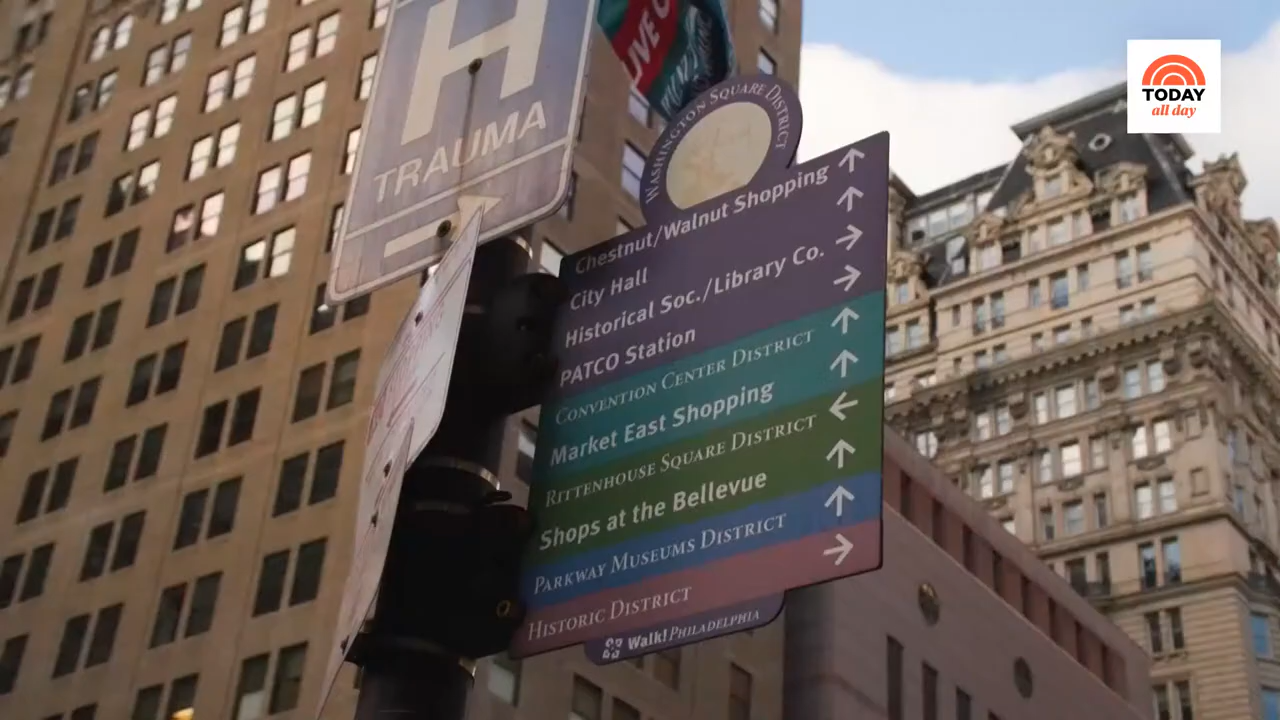 LIVE
H
TRAUMA
TODAY
all day
WASHINGTON SQUARE DISTRICT
Chestnut/Walnut Shopping
City Hall
Historical Soc./Library Co.
PATCO Station
CONVENTION CENTER DISTRICT
Market East Shopping
RITTENHOUSE SQUARE DISTRICT
Shops at the Bellevue
PARKWAY MUSEUMS DISTRICT
HISTORIC DISTRICT
Walk! PHILADELPHIA